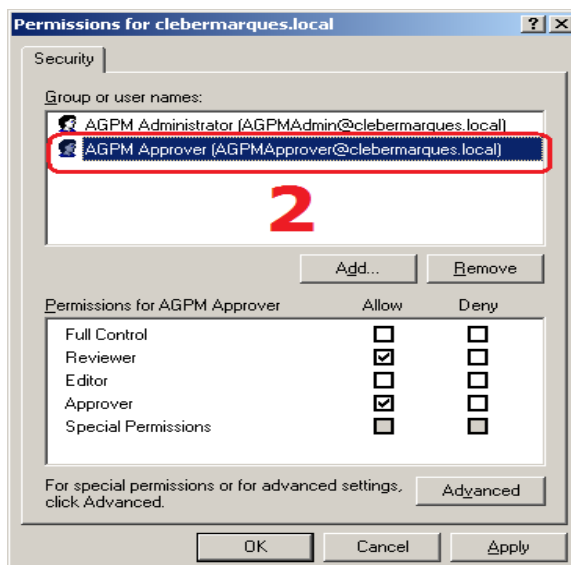 Permissions for clebermarques.local
Security
Group or user names:
AGPM Administrator (AGPMAdmin@clebermarques.local)
AGPM Approver (AGPMApprover@clebermarques.local)
2
Add... Remove
Permissions for AGPM Approver Allow Deny
Full Control
Reviewer
Editor
Approver
Special Permissions
For special permissions or for advanced settings,
click Advanced.
Advanced
OK Cancel Apply